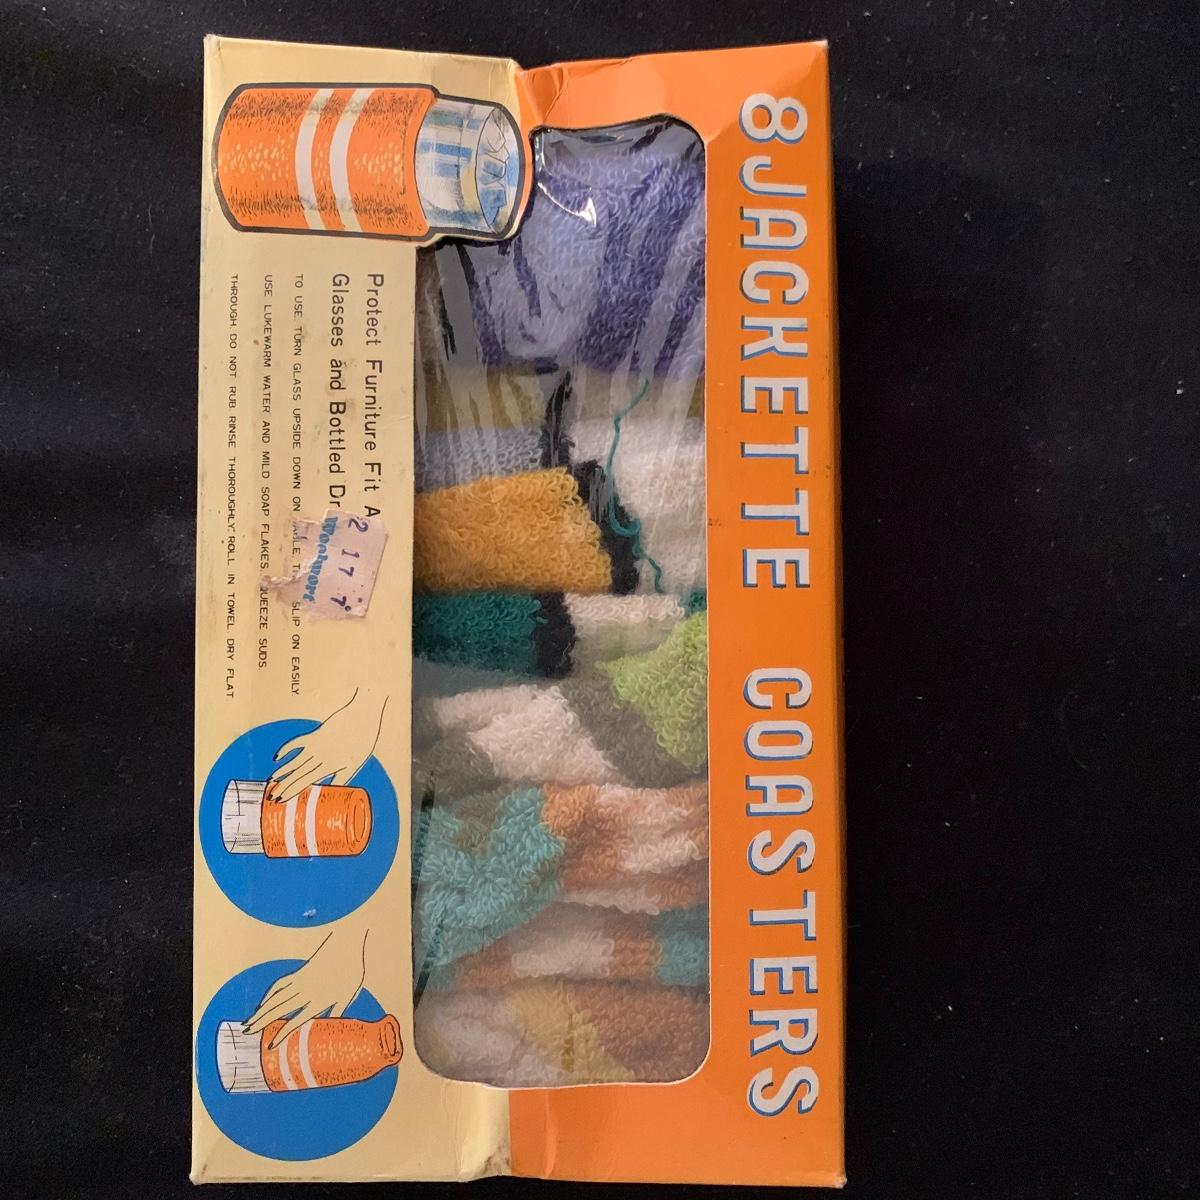 8 JACKETTE COASTERS
Protect Furniture Fit A
Glasses and Bottled Dr
TO USE, TURN GLASS UPSIDE DOWN ON SLIP ON EASILY.
USE LUKEWARM WATER AND MILD SOAP FLAKES. SUDS.
THROUGH. DO NOT RUB. RINSE THOROUGHLY. ROLL IN TOWEL DRY FLAT.
2 17 7
Woolwort